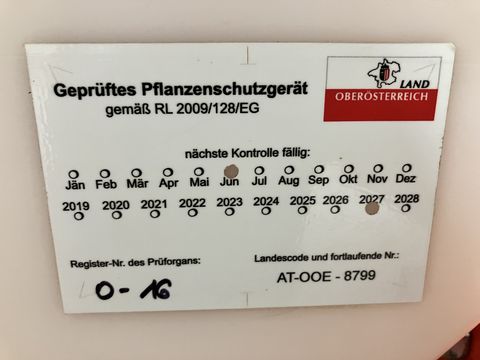 Geprüftes Pflanzenschutzgerät
gemäß RL 2009/128/EG
LAND
OBERÖSTERREICH
nächste Kontrolle fällig:
Jän Feb Mär Apr Mai Jun Jul Aug Sep Okt Nov Dez
2019 2020 2021 2022 2023 2024 2025 2026 2027 2028
Register-Nr. des Prüforgans:
O-16
Landescode und fortlaufende Nr.:
AT-OOE - 8799